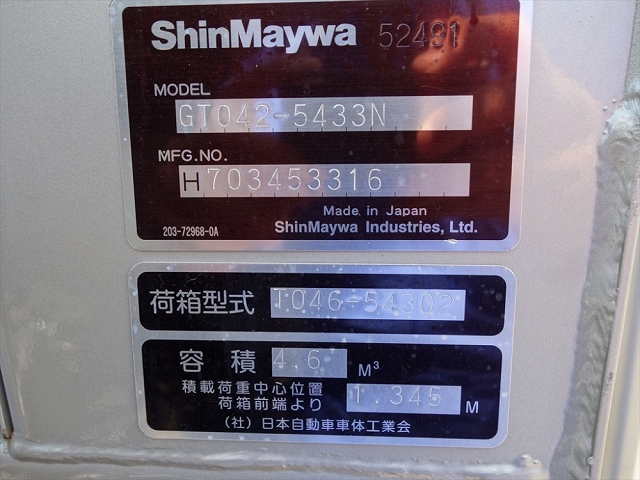 ShinMaywa 52491
MODEL
GT042-5433N
MFG.NO.
H703453316
Made in Japan
203-72968-0A ShinMaywa Industries, Ltd.
荷箱型式 T046-54302
容積 4.6 M³
積載荷重中心位置
荷箱前端より 1.345 M
(社)日本自動車車体工業会